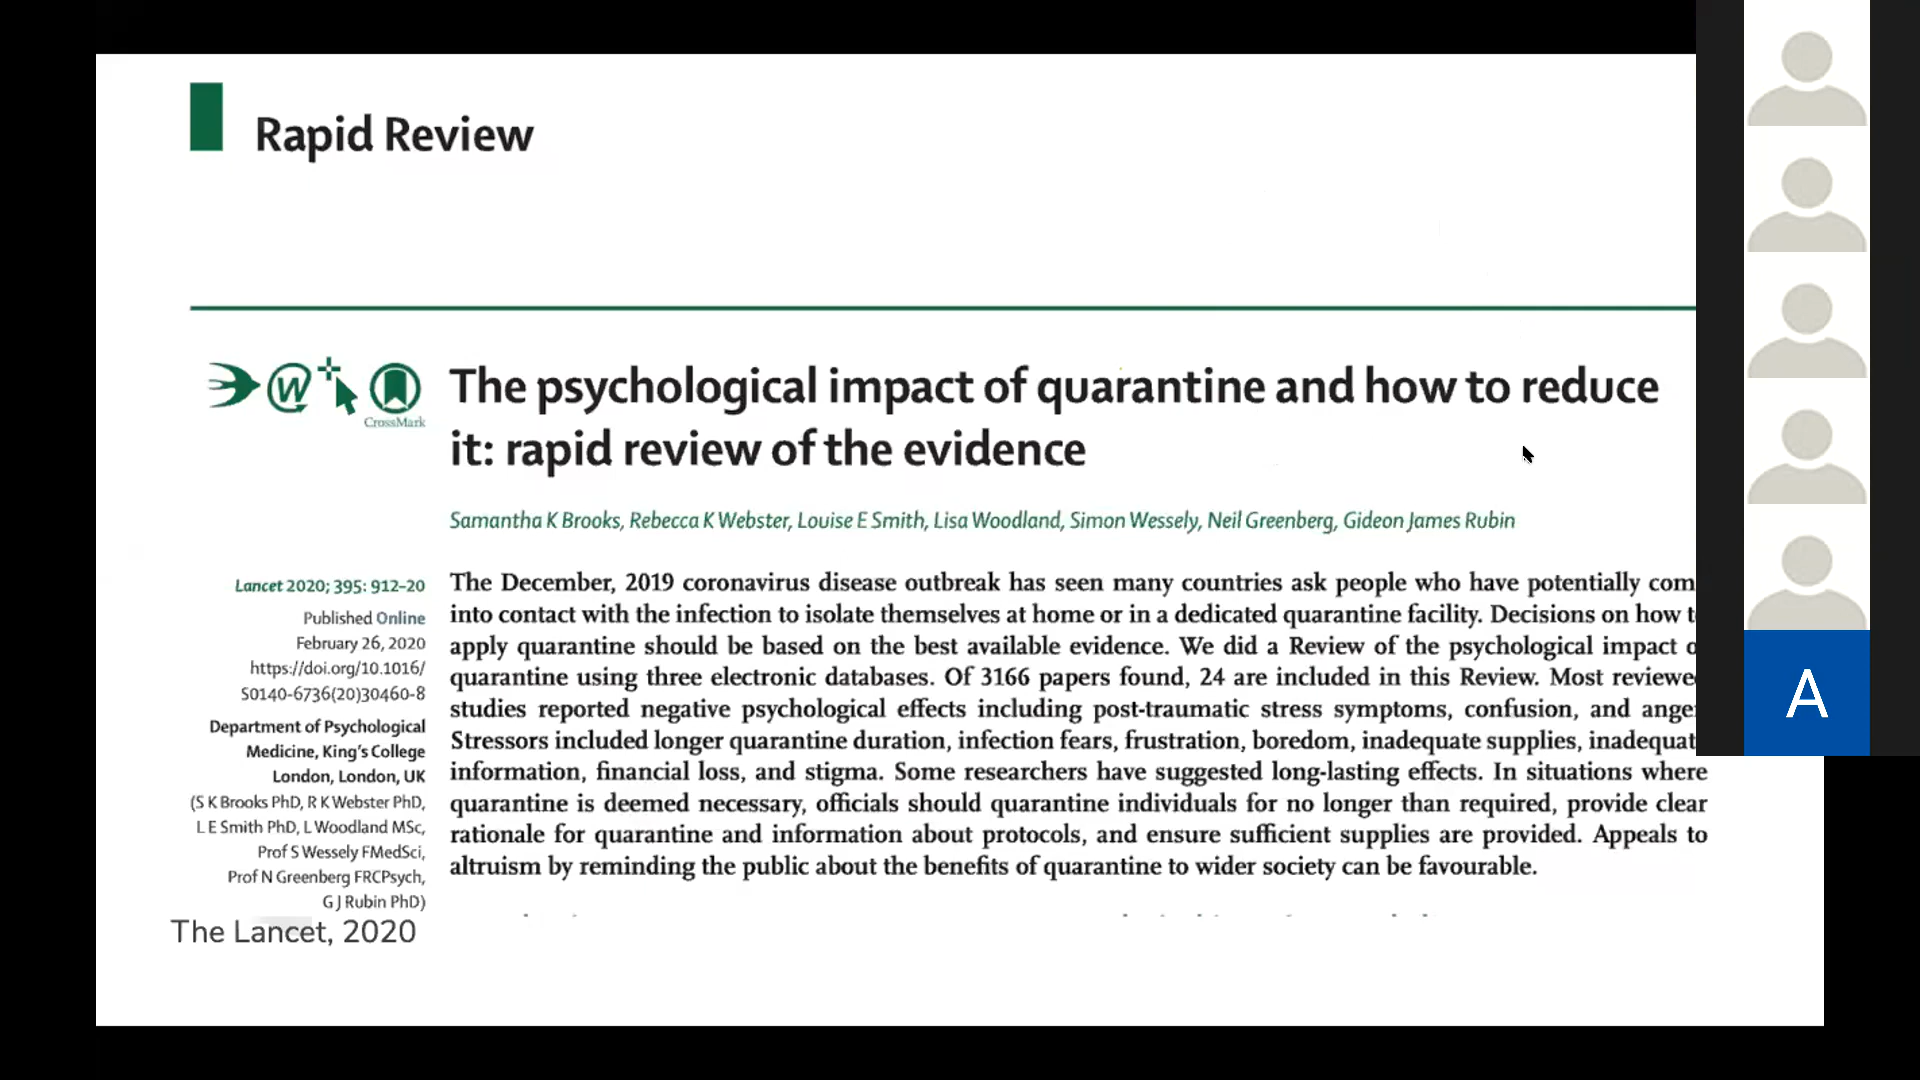 Rapid Review
W
CrossMark
The psychological impact of quarantine and how to reduce
it: rapid review of the evidence
Samantha K Brooks, Rebecca K Webster, Louise E Smith, Lisa Woodland, Simon Wessely, Neil Greenberg, Gideon James Rubin
Lancet 2020; 395: 912–20
Published Online
February 26, 2020
https://doi.org/10.1016/
S0140-6736(20)30460-8
Department of Psychological
Medicine, King's College
London, London, UK
(S K Brooks PhD, R K Webster PhD,
L E Smith PhD, L Woodland MSc,
Prof S Wessely FMedSci,
Prof N Greenberg FRCPsych,
G J Rubin PhD)
The December, 2019 coronavirus disease outbreak has seen many countries ask people who have potentially com
into contact with the infection to isolate themselves at home or in a dedicated quarantine facility. Decisions on how t
apply quarantine should be based on the best available evidence. We did a Review of the psychological impact o
quarantine using three electronic databases. Of 3166 papers found, 24 are included in this Review. Most reviewe
studies reported negative psychological effects including post-traumatic stress symptoms, confusion, and ange
Stressors included longer quarantine duration, infection fears, frustration, boredom, inadequate supplies, inadequat
information, financial loss, and stigma. Some researchers have suggested long-lasting effects. In situations where
quarantine is deemed necessary, officials should quarantine individuals for no longer than required, provide clear
rationale for quarantine and information about protocols, and ensure sufficient supplies are provided. Appeals to
altruism by reminding the public about the benefits of quarantine to wider society can be favourable.
The Lancet, 2020
A